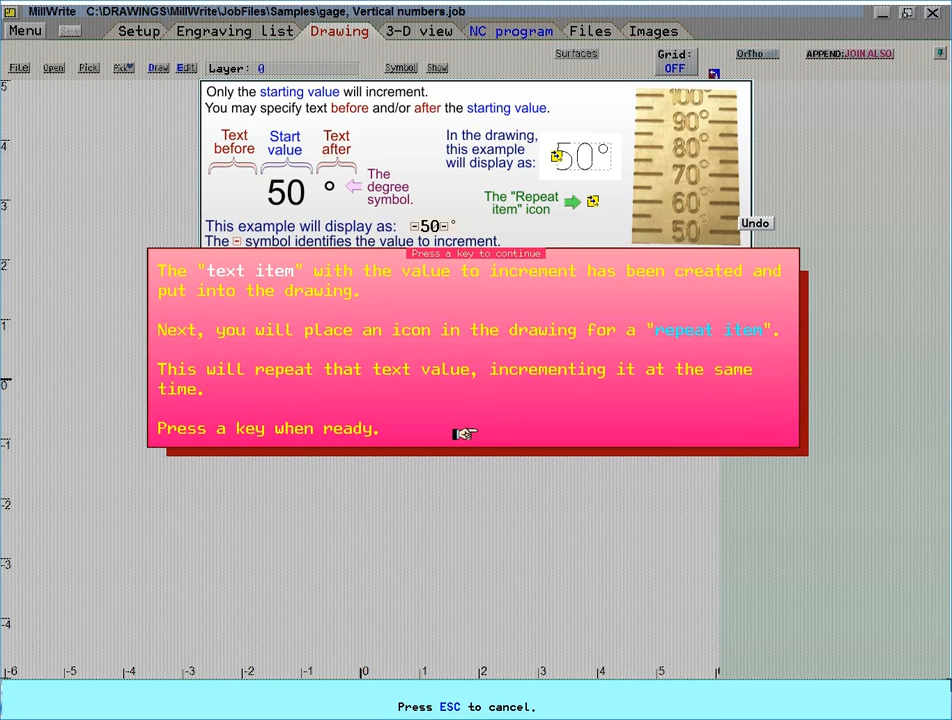 MillWrite C:\DRAWINGS\MillWrite\JobFiles\Samples\gage, Vertical numbers.job
Menu Save Setup Engraving list Drawing 3-D view NC program Files Images
Surfaces Grid: Ortho off APPEND:JOIN ALSO
File Open Pick Pick Draw Edit Layer: 0 Symbol Show OFF
Only the starting value will increment.
You may specify text before and/or after the starting value.
Text before
Start value
Text after
50 °
The degree symbol.
In the drawing,
this example
will display as:
50°
The "Repeat
item" icon
This example will display as: 50 °
The symbol identifies the value to increment.
100°
90°
80°
70°
60°
50°
Undo
Press a key to continue
The "text item" with the value to increment has been created and
put into the drawing.
Next, you will place an icon in the drawing for a "repeat item".
This will repeat that text value, incrementing it at the same
time.
Press a key when ready.
5
4
3
2
1
0
-1
-2
-3
-4
-6 -5 -4 -3 -2 -1 0 1 2 3 4 5
Press ESC to cancel.